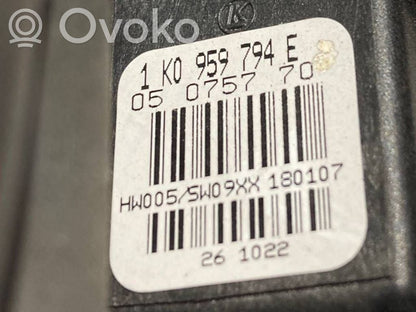 Ovoko
K
1 K0 959 794 E
05 0757 70
HW005/SW09XX 180107
26 1022